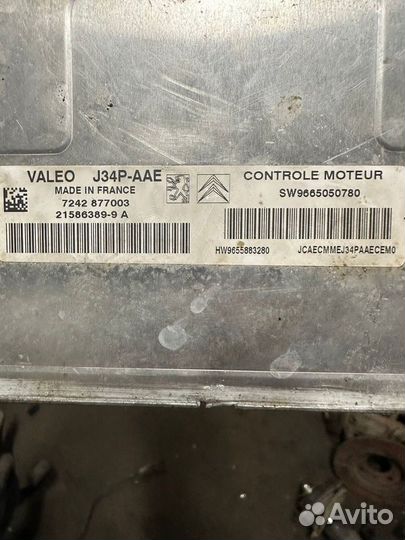 VALEO J34P-AAE
MADE IN FRANCE
7242 877003
21586389-9 A
CONTROLE MOTEUR
SW9665050780
HW9655883280
JCAECMMEJ34PAAECEM0
Avito